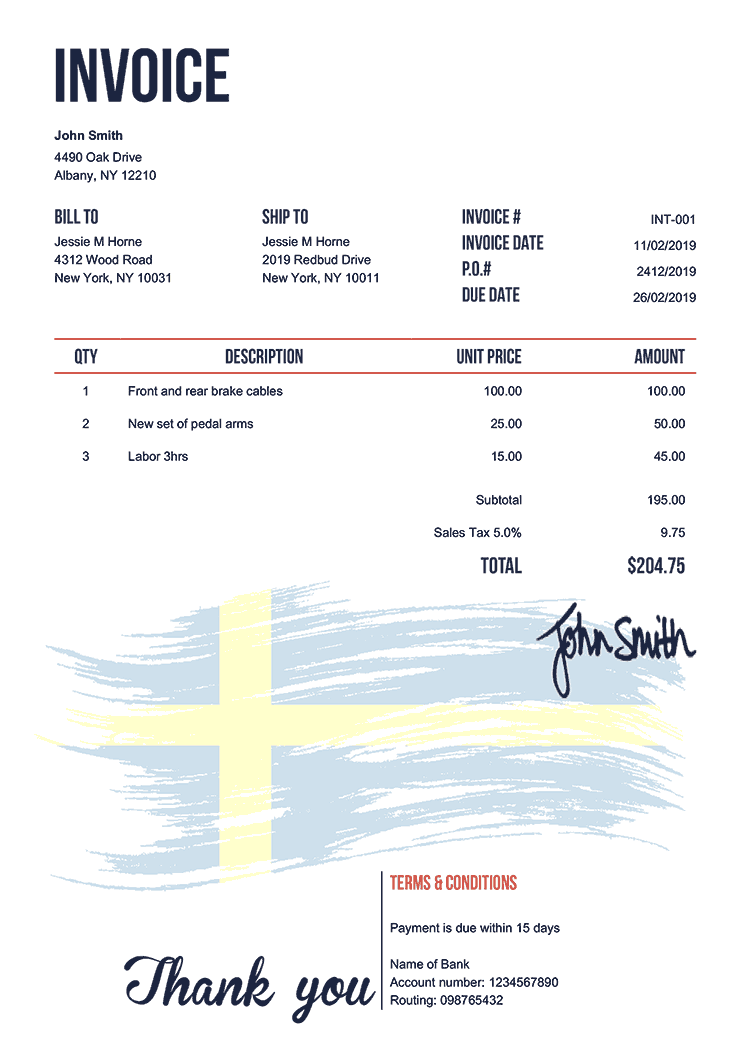 INVOICE
John Smith
4490 Oak Drive
Albany, NY 12210
BILL TO
Jessie M Horne
4312 Wood Road
New York, NY 10031
SHIP TO
Jessie M Horne
2019 Redbud Drive
New York, NY 10011
INVOICE # INT-001
INVOICE DATE 11/02/2019
P.O.# 2412/2019
DUE DATE 26/02/2019
QTY DESCRIPTION UNIT PRICE AMOUNT
1 Front and rear brake cables 100.00 100.00
2 New set of pedal arms 25.00 50.00
3 Labor 3hrs 15.00 45.00
Subtotal 195.00
Sales Tax 5.0% 9.75
TOTAL $204.75
John Smith
TERMS & CONDITIONS
Payment is due within 15 days
Name of Bank
Account number: 1234567890
Routing: 098765432
Thank you